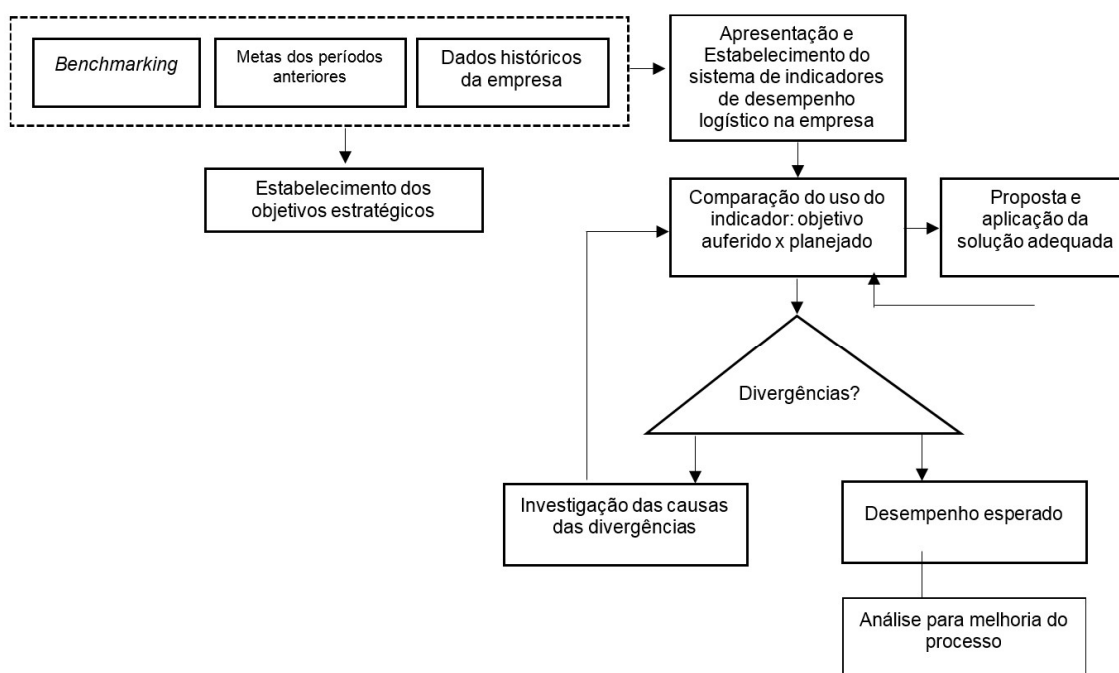 Benchmarking
Metas dos períodos
anteriores
Dados históricos
da empresa
Apresentação e
Estabelecimento do
sistema de indicadores
de desempenho
logístico na empresa
Estabelecimento dos
objetivos estratégicos
Comparação do uso do
indicador: objetivo
auferido x planejado
Proposta e
aplicação da
solução adequada
Divergências?
Investigação das causas
das divergências
Desempenho esperado
Análise para melhoria do
processo